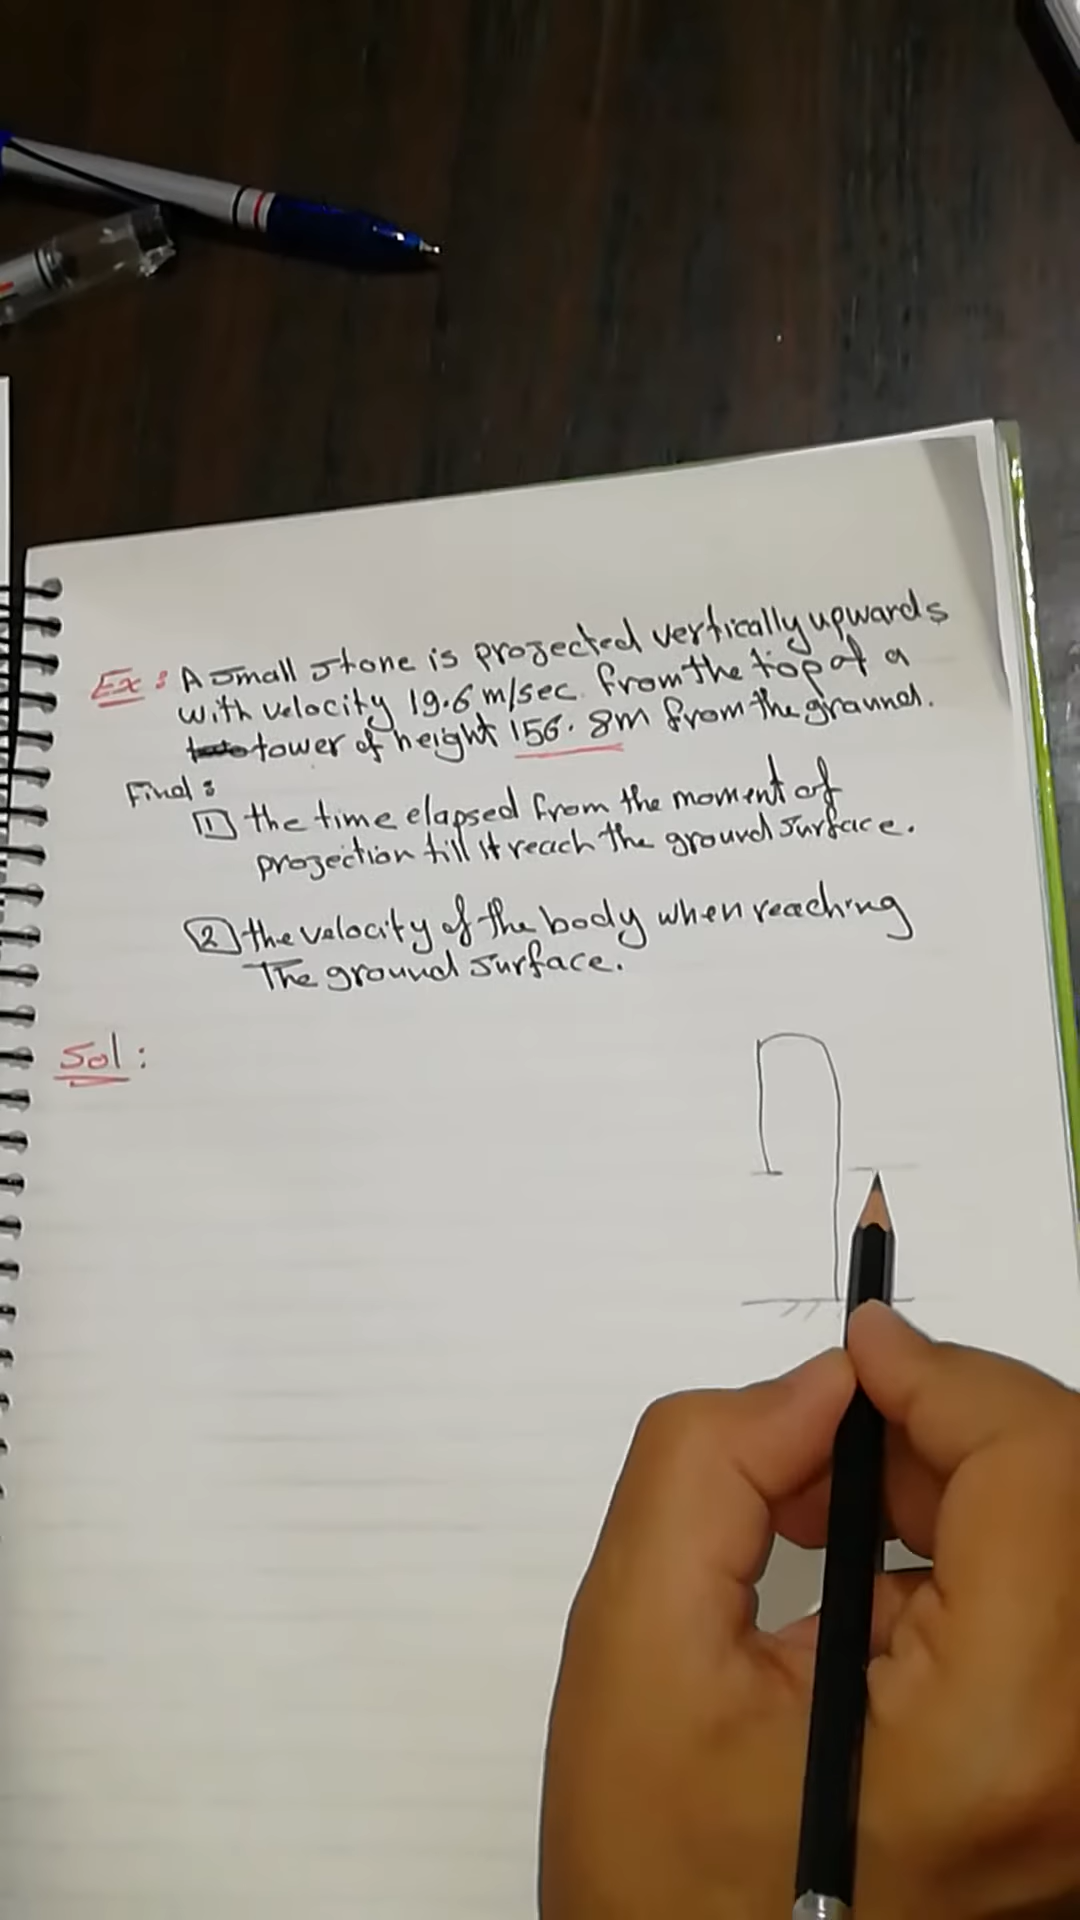 Ex: A small stone is projected vertically upwards
with velocity 19.6 m/sec. from the top of a
tower of height 156.8m from the ground.
Find:
1 the time elapsed from the moment of
projection till it reach the ground surface.
2 the velocity of the body when reaching
The ground surface.
Sol: